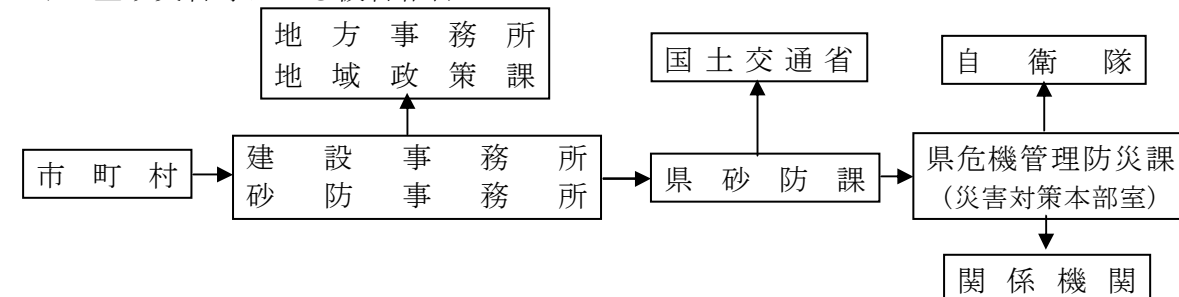 地方事務所
地域政策課
国土交通省
自衛隊
市町村
建設事務所
砂防事務所
県砂防課
県危機管理防災課
（災害対策本部室）
関係機関